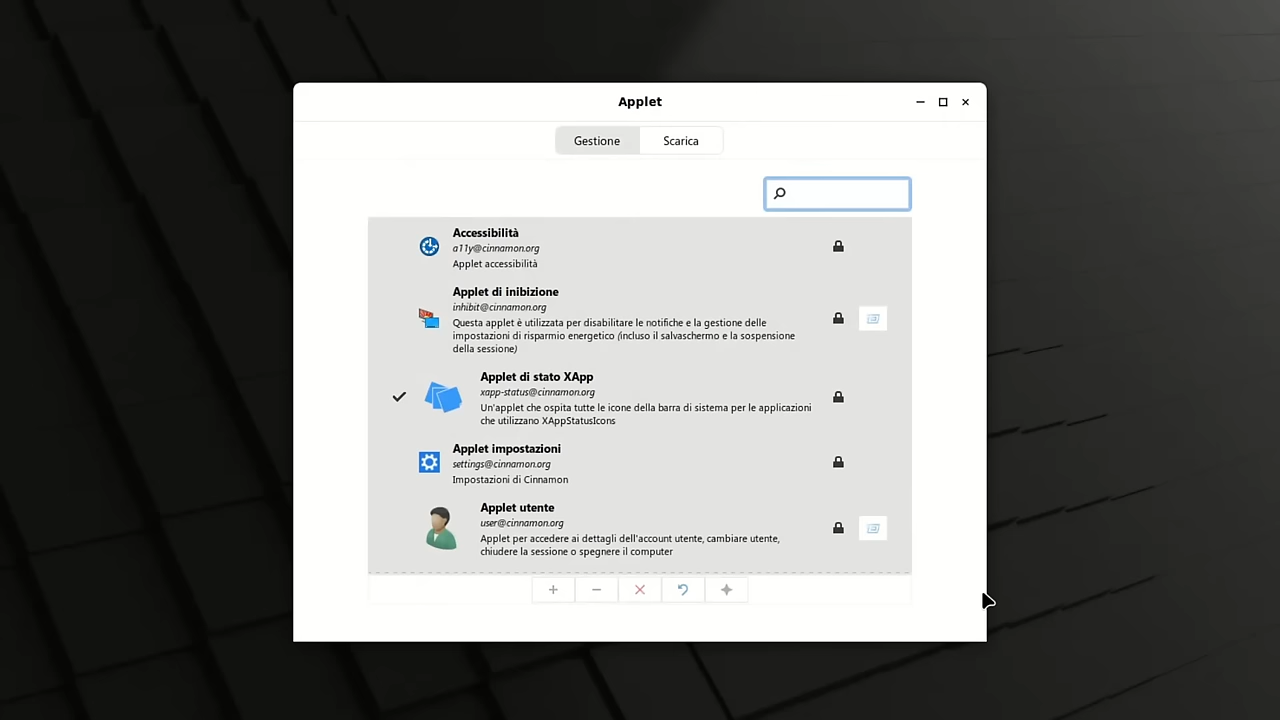 Applet
Gestione
Scarica
Accessibilità
a11y@cinnamon.org
Applet accessibilità
Applet di inibizione
inhibit@cinnamon.org
Questa applet è utilizzata per disabilitare le notifiche e la gestione delle
impostazioni di risparmio energetico (incluso il salvaschermo e la sospensione
della sessione)
Applet di stato XApp
xapp-status@cinnamon.org
Un'applet che ospita tutte le icone della barra di sistema per le applicazioni
che utilizzano XAppStatusIcons
Applet impostazioni
settings@cinnamon.org
Impostazioni di Cinnamon
Applet utente
user@cinnamon.org
Applet per accedere ai dettagli dell'account utente, cambiare utente,
chiudere la sessione o spegnere il computer